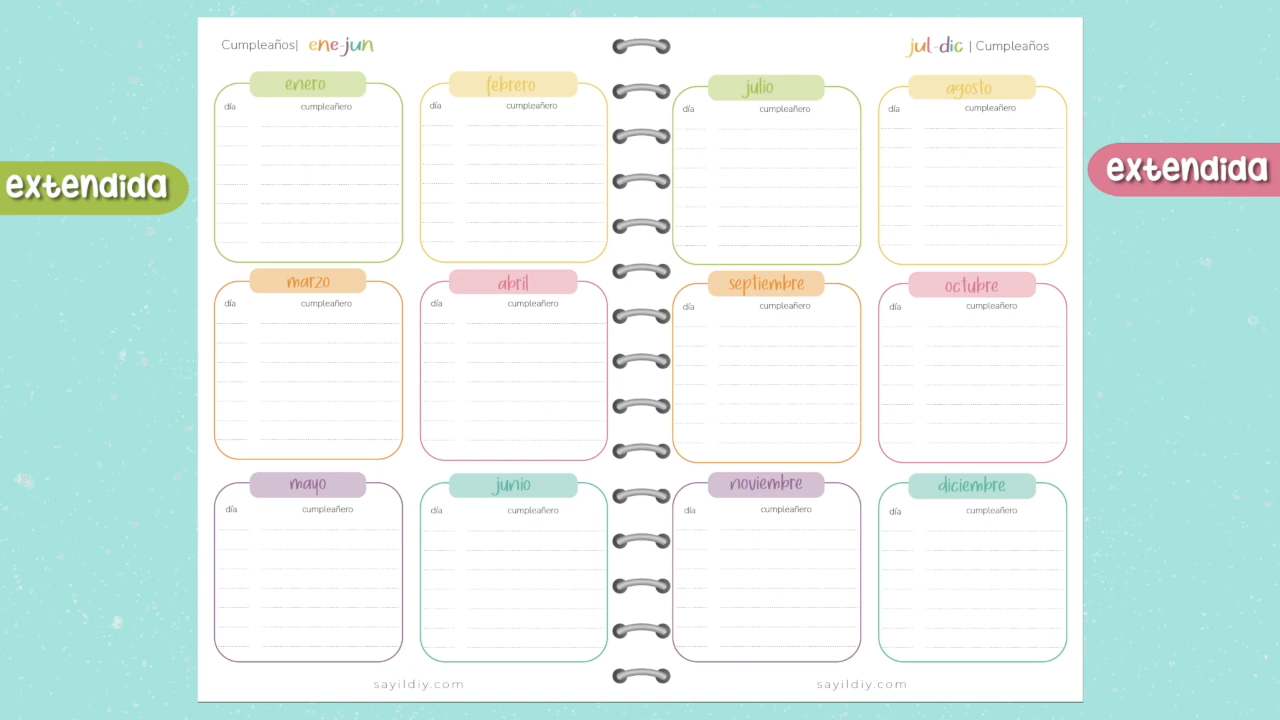 Cumpleaños| ene-jun
enero
día cumpleañero
febrero
día cumpleañero
marzo
día cumpleañero
abril
día cumpleañero
mayo
día cumpleañero
junio
día cumpleañero
sayildiy.com
jul-dic | Cumpleaños
julio
día cumpleañero
agosto
día cumpleañero
septiembre
día cumpleañero
octubre
día cumpleañero
noviembre
día cumpleañero
diciembre
día cumpleañero
sayildiy.com
extendida
extendida